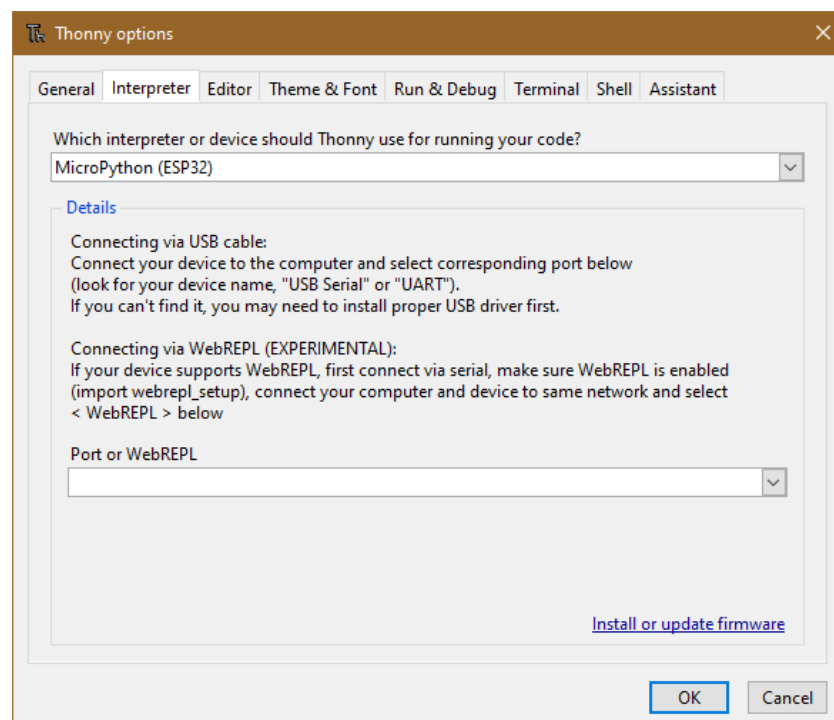 Thonny options
General Interpreter Editor Theme & Font Run & Debug Terminal Shell Assistant
Which interpreter or device should Thonny use for running your code?
MicroPython (ESP32)
Details
Connecting via USB cable:
Connect your device to the computer and select corresponding port below
(look for your device name, "USB Serial" or "UART").
If you can't find it, you may need to install proper USB driver first.
Connecting via WebREPL (EXPERIMENTAL):
If your device supports WebREPL, first connect via serial, make sure WebREPL is enabled
(import webrepl_setup), connect your computer and device to same network and select
< WebREPL > below
Port or WebREPL
Install or update firmware
OK Cancel